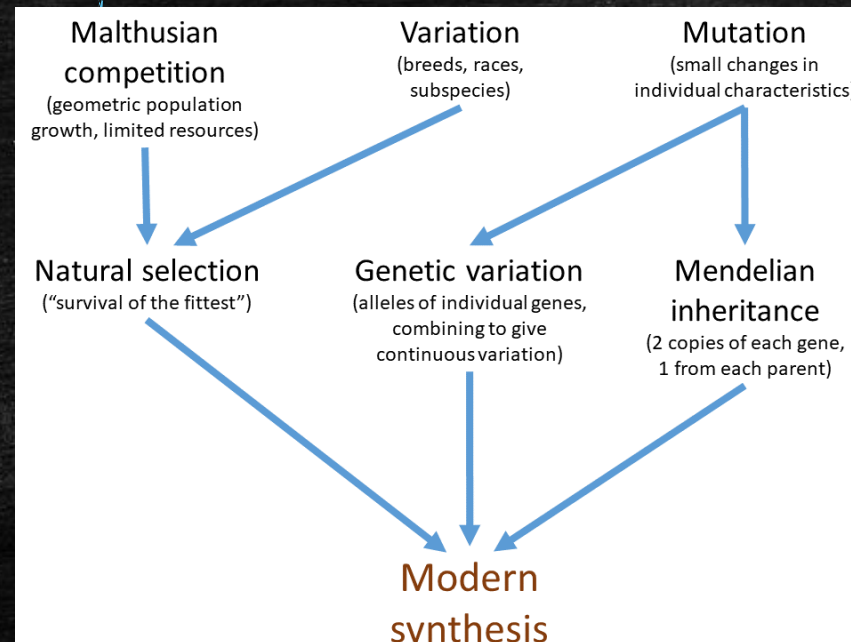 Malthusian
competition
(geometric population
growth, limited resources)
Variation
(breeds, races,
subspecies)
Mutation
(small changes in
individual characteristics)
Natural selection
(“survival of the fittest”)
Genetic variation
(alleles of individual genes,
combining to give
continuous variation)
Mendelian
inheritance
(2 copies of each gene,
1 from each parent)
Modern
synthesis